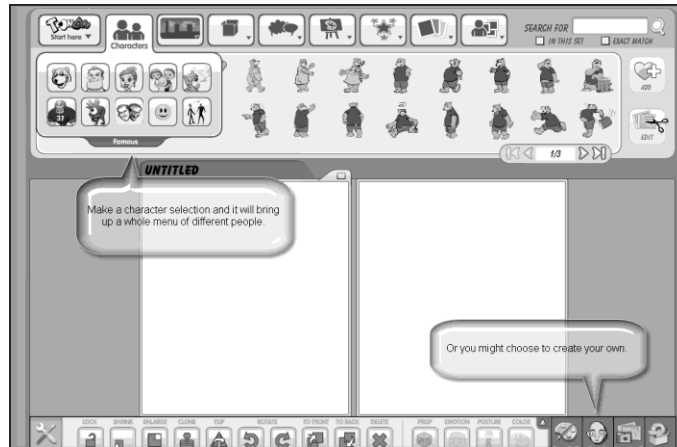 ToonDoo
Start here
Characters
SEARCH FOR
IN THIS SET
EXACT MATCH
37
ADD
Famous
EDIT
1/3
UNTITLED
Make a character selection and it will bring
up a whole menu of different people.
Or you might choose to create your own.
LOCK SHRINK ENLARGE CLONE FLIP ROTATE TO FRONT TO BACK DELETE PROP EMOTION POSTURE COLOR